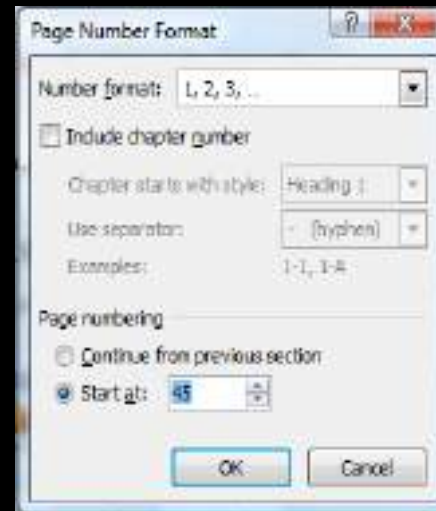 Page Number Format
Number format: 1, 2, 3, ...
Include chapter number
Chapter starts with style: Heading 1
Use separator: - (hyphen)
Examples: 1-1, 1-A
Page numbering
Continue from previous section
Start at: 45
OK Cancel